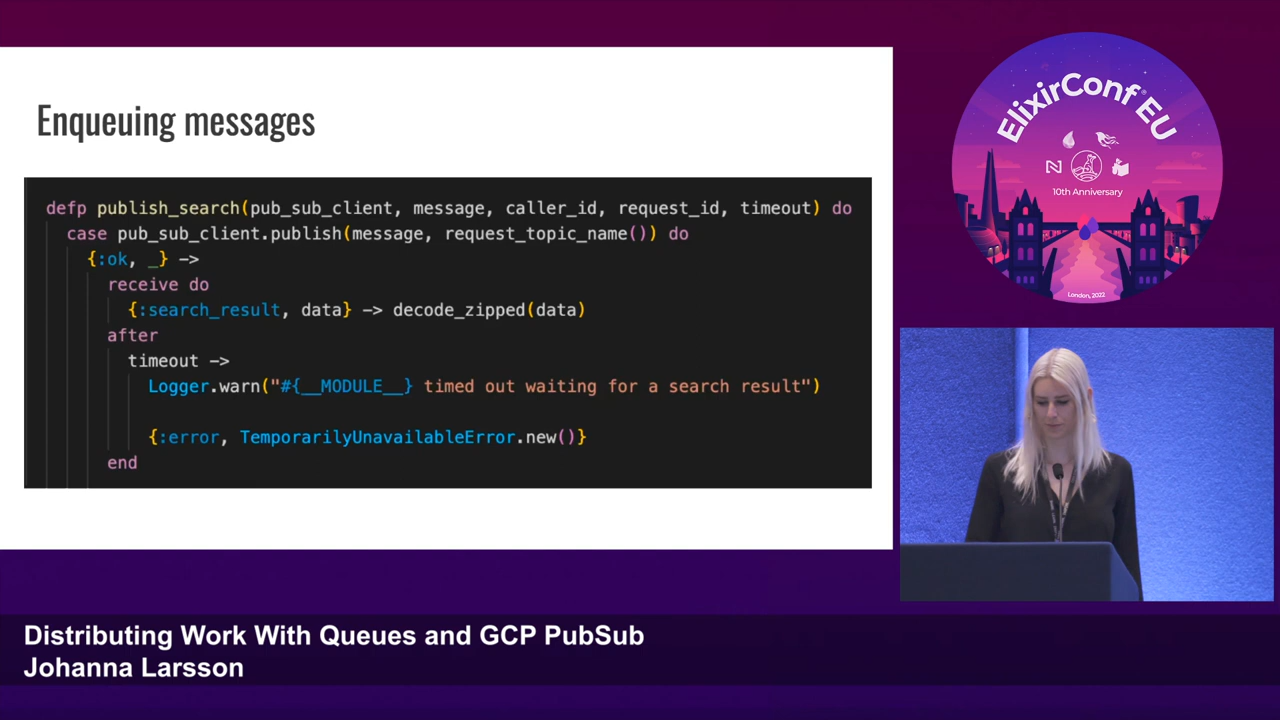 Enqueuing messages
defp publish_search(pub_sub_client, message, caller_id, request_id, timeout) do
case pub_sub_client.publish(message, request_topic_name()) do
{:ok, _} ->
receive do
{:search_result, data} -> decode_zipped(data)
after
timeout ->
Logger.warn("#{__MODULE__} timed out waiting for a search result")
{:error, TemporarilyUnavailableError.new()}
end
ElixirConf® EU
N
10th Anniversary
London, 2022
Distributing Work With Queues and GCP PubSub
Johanna Larsson